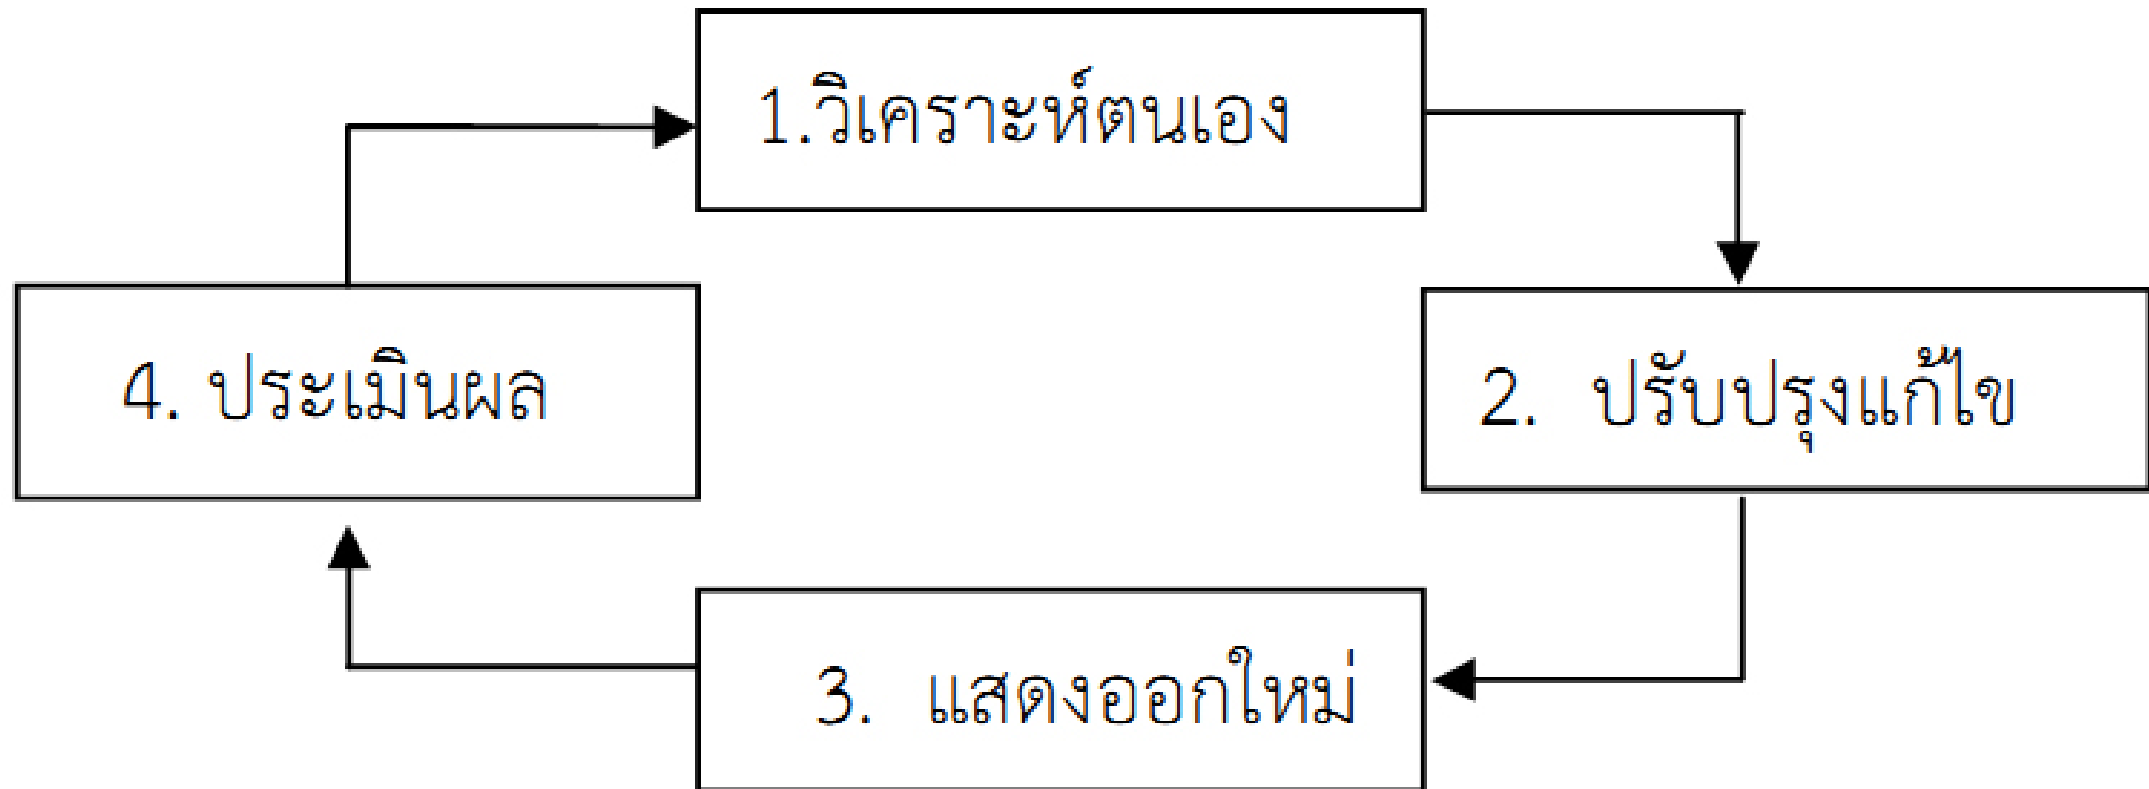 1.วิเคราะห์ตนเอง
2. ปรับปรุงแก้ไข
3. แสดงออกใหม่
4. ประเมินผล